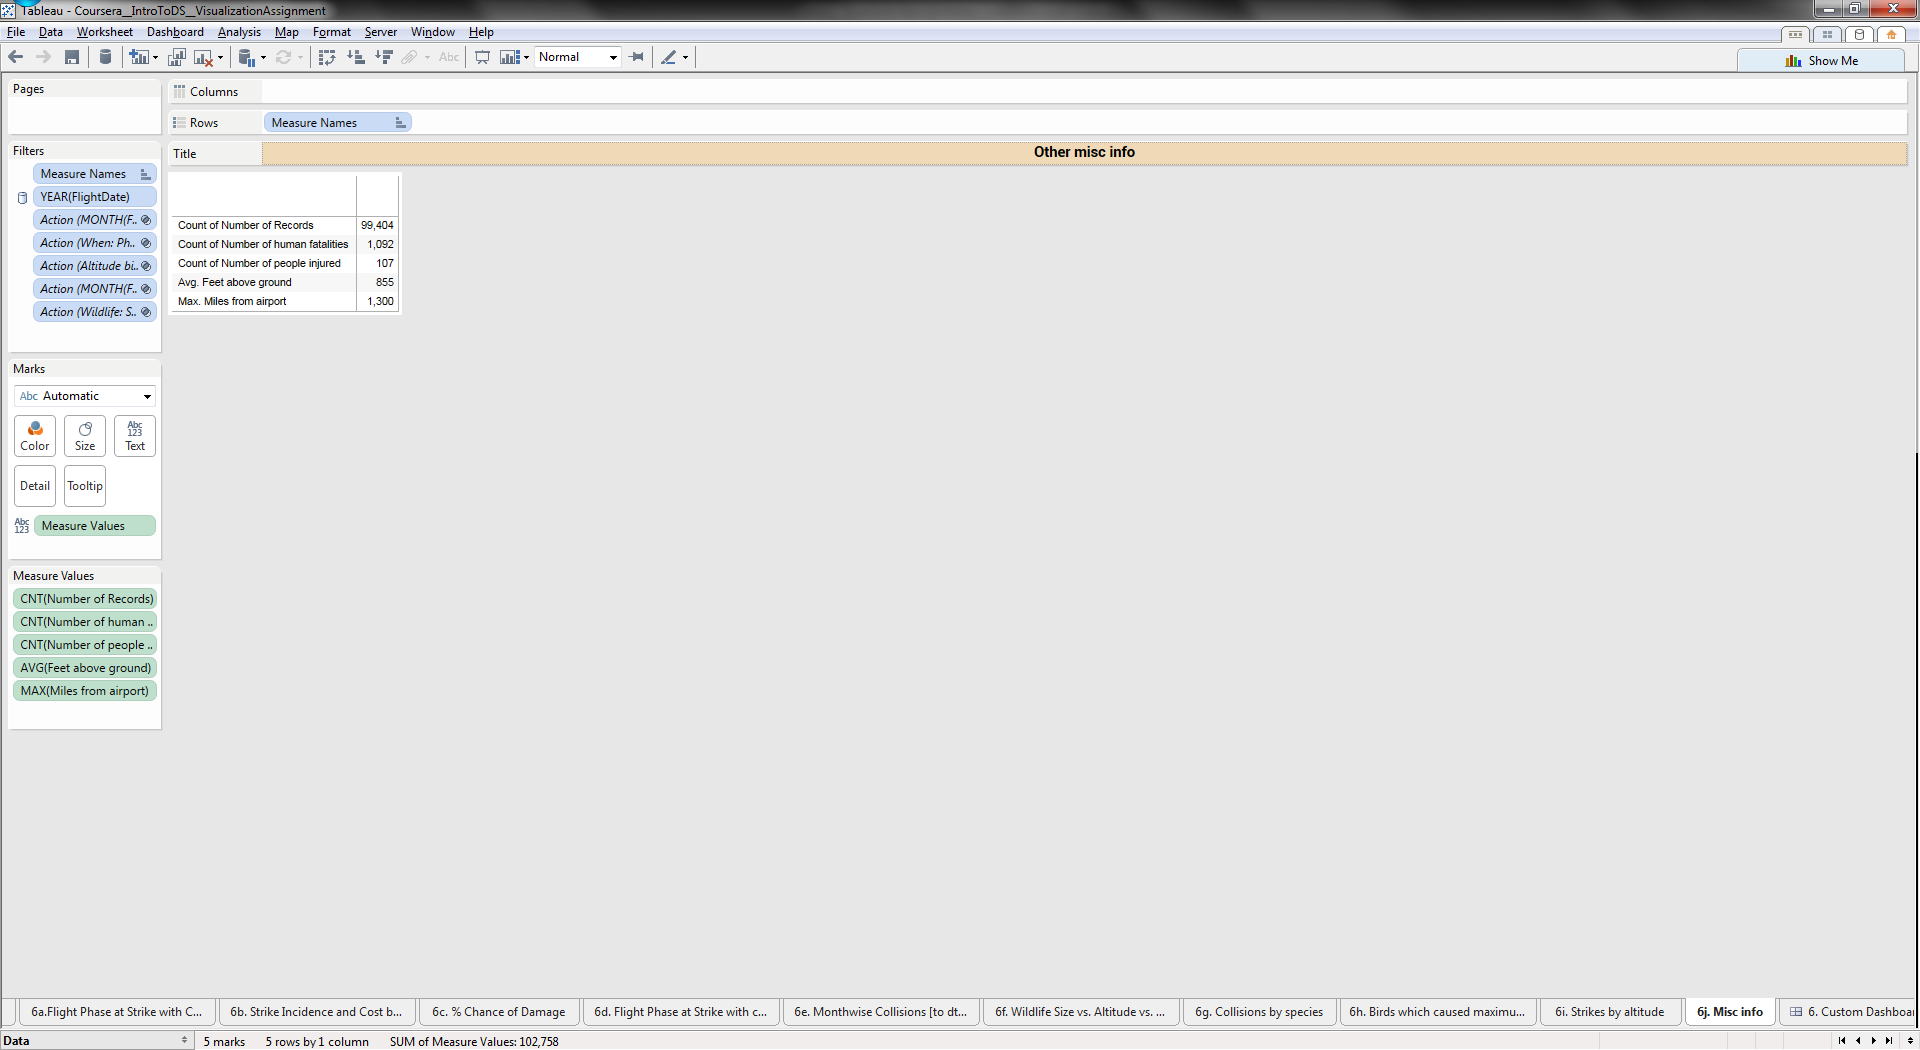 Tableau - Coursera__IntroToDS__VisualizationAssignment
File Data Worksheet Dashboard Analysis Map Format Server Window Help
Abc Normal Show Me
Pages
Columns
Rows Measure Names
Filters
Title Other misc info
Measure Names
YEAR(FlightDate)
Action (MONTH(F..
Action (When: Ph..
Action (Altitude bi..
Action (MONTH(F..
Action (Wildlife: S..
Count of Number of Records 99,404
Count of Number of human fatalities 1,092
Count of Number of people injured 107
Avg. Feet above ground 855
Max. Miles from airport 1,300
Marks
Abc Automatic
Color Size Abc 123 Text
Detail Tooltip
Abc 123 Measure Values
Measure Values
CNT(Number of Records)
CNT(Number of human ..
CNT(Number of people ..
AVG(Feet above ground)
MAX(Miles from airport)
6a.Flight Phase at Strike with C... 6b. Strike Incidence and Cost b... 6c. % Chance of Damage 6d. Flight Phase at Strike with c... 6e. Monthwise Collisions [to dt... 6f. Wildlife Size vs. Altitude vs. ... 6g. Collisions by species 6h. Birds which caused maximu... 6i. Strikes by altitude 6j. Misc info 6. Custom Dashboa
Data 5 marks 5 rows by 1 column SUM of Measure Values: 102,758